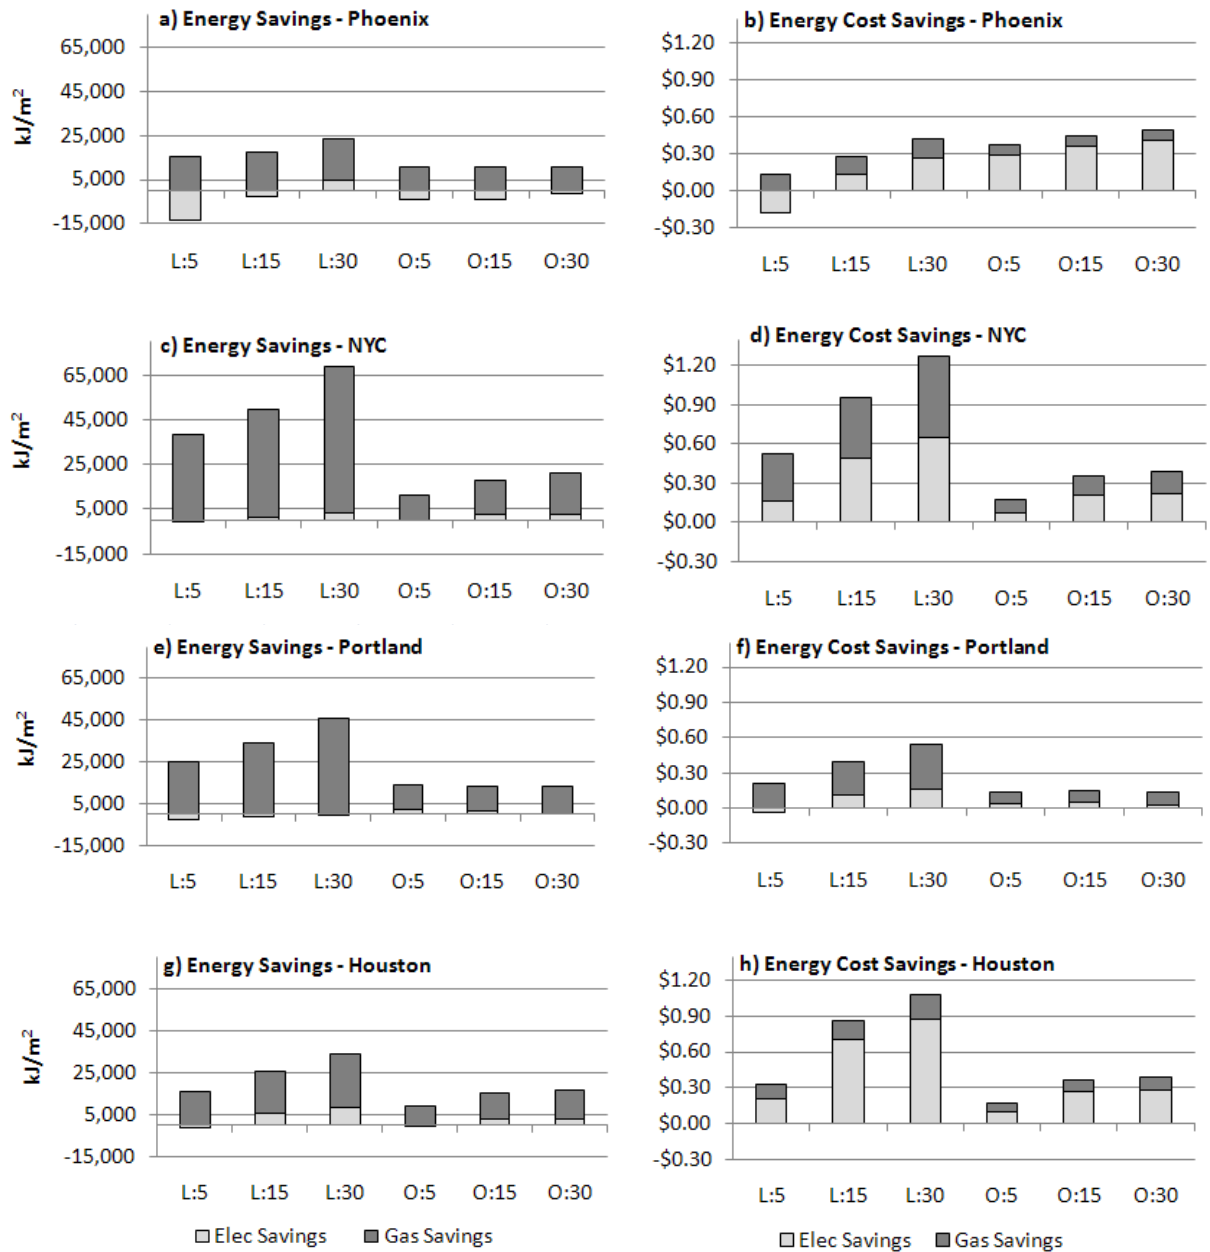 a) Energy Savings - Phoenix
65,000
45,000
25,000
5,000
-15,000
kJ/m²
L:5 L:15 L:30 O:5 O:15 O:30
b) Energy Cost Savings - Phoenix
$1.20
$0.90
$0.60
$0.30
$0.00
-$0.30
L:5 L:15 L:30 O:5 O:15 O:30
c) Energy Savings - NYC
65,000
45,000
25,000
5,000
-15,000
kJ/m²
L:5 L:15 L:30 O:5 O:15 O:30
d) Energy Cost Savings - NYC
$1.20
$0.90
$0.60
$0.30
$0.00
-$0.30
L:5 L:15 L:30 O:5 O:15 O:30
e) Energy Savings - Portland
65,000
45,000
25,000
5,000
-15,000
kJ/m²
L:5 L:15 L:30 O:5 O:15 O:30
f) Energy Cost Savings - Portland
$1.20
$0.90
$0.60
$0.30
$0.00
-$0.30
L:5 L:15 L:30 O:5 O:15 O:30
g) Energy Savings - Houston
65,000
45,000
25,000
5,000
-15,000
kJ/m²
L:5 L:15 L:30 O:5 O:15 O:30
Elec Savings Gas Savings
h) Energy Cost Savings - Houston
$1.20
$0.90
$0.60
$0.30
$0.00
-$0.30
L:5 L:15 L:30 O:5 O:15 O:30
Elec Savings Gas Savings